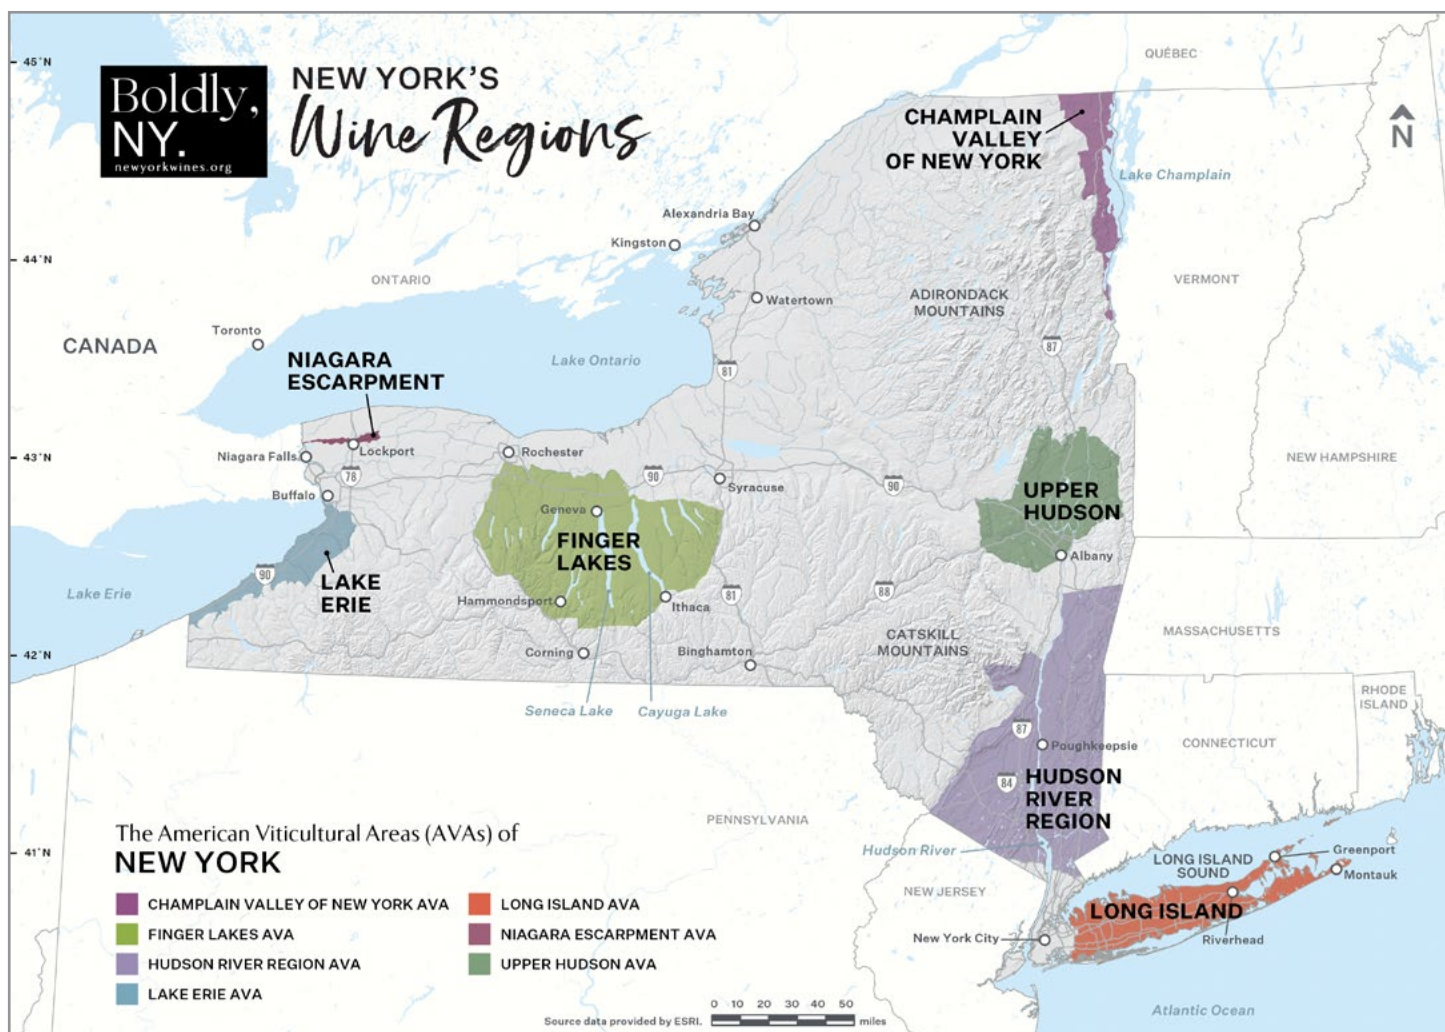 Boldly,
NY.
newyorkwines.org
NEW YORK'S
Wine Regions
45°N
44°N
43°N
42°N
41°N
QUÉBEC
N
CHAMPLAIN
VALLEY
OF NEW YORK
Lake Champlain
Alexandria Bay
Kingston
ONTARIO
Watertown
ADIRONDACK
MOUNTAINS
VERMONT
Toronto
CANADA
Lake Ontario
87
81
NIAGARA
ESCARPMENT
Lockport
Niagara Falls
78
Rochester
90
Syracuse
90
NEW HAMPSHIRE
Buffalo
Geneva
FINGER
LAKES
UPPER
HUDSON
Albany
90
Lake Erie
LAKE
ERIE
Hammondsport
Ithaca
81
88
MASSACHUSETTS
CATSKILL
MOUNTAINS
Corning
Binghamton
Seneca Lake
Cayuga Lake
RHODE
ISLAND
87
Poughkeepsie
CONNECTICUT
84
HUDSON
RIVER
REGION
PENNSYLVANIA
Hudson River
LONG ISLAND
SOUND
Greenport
Montauk
NEW JERSEY
LONG ISLAND
New York City
Riverhead
Atlantic Ocean
The American Viticultural Areas (AVAs) of
NEW YORK
CHAMPLAIN VALLEY OF NEW YORK AVA
FINGER LAKES AVA
HUDSON RIVER REGION AVA
LAKE ERIE AVA
LONG ISLAND AVA
NIAGARA ESCARPMENT AVA
UPPER HUDSON AVA
0 10 20 30 40 50
Source data provided by ESRI.
miles